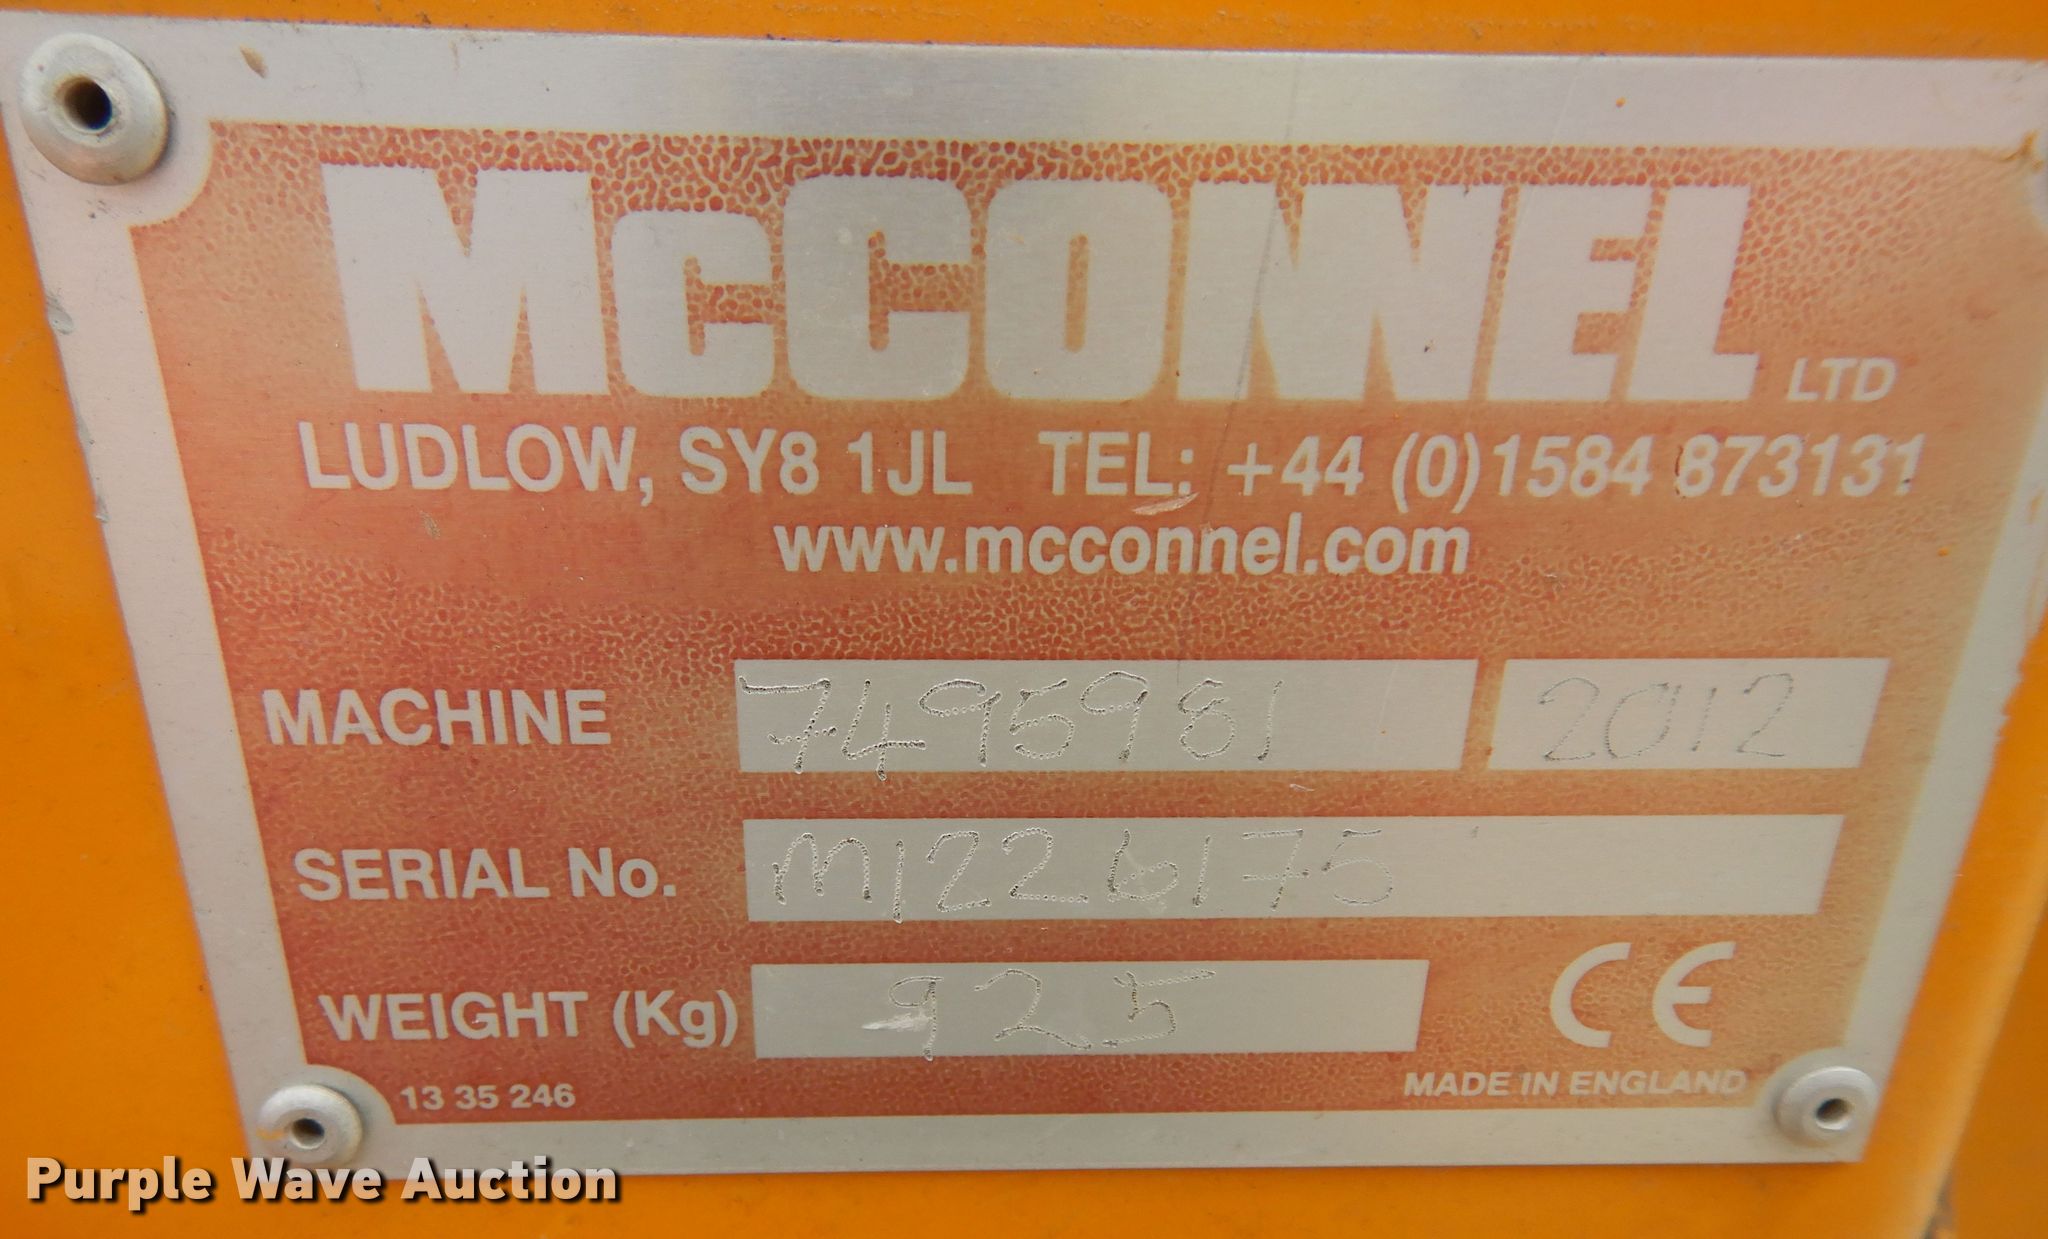 McCONNEL LTD
LUDLOW, SY8 1JL TEL: +44 (0)1584 873131
www.mcconnel.com
MACHINE 7495981 2012
SERIAL No. M1226175
WEIGHT (Kg) 925
CE
13 35 246 MADE IN ENGLAND
Purple Wave Auction